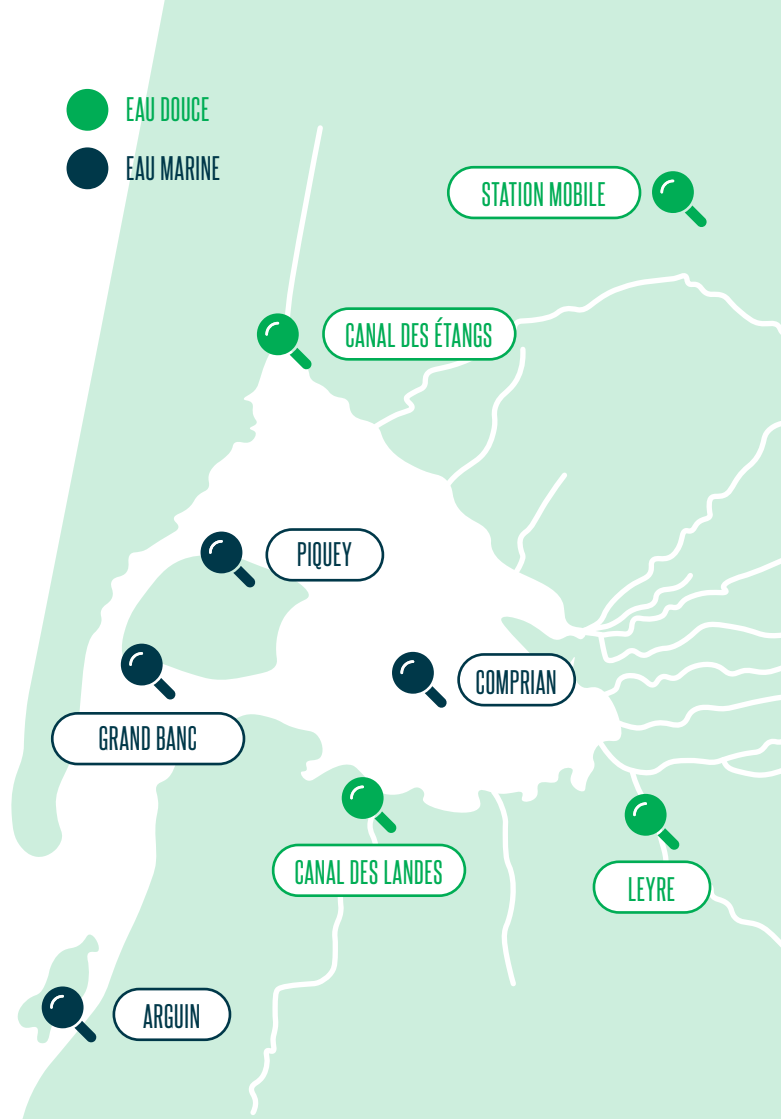 EAU DOUCE
EAU MARINE
STATION MOBILE
CANAL DES ÉTANGS
PIQUEY
COMPRIAN
GRAND BANC
CANAL DES LANDES
LEYRE
ARGUIN